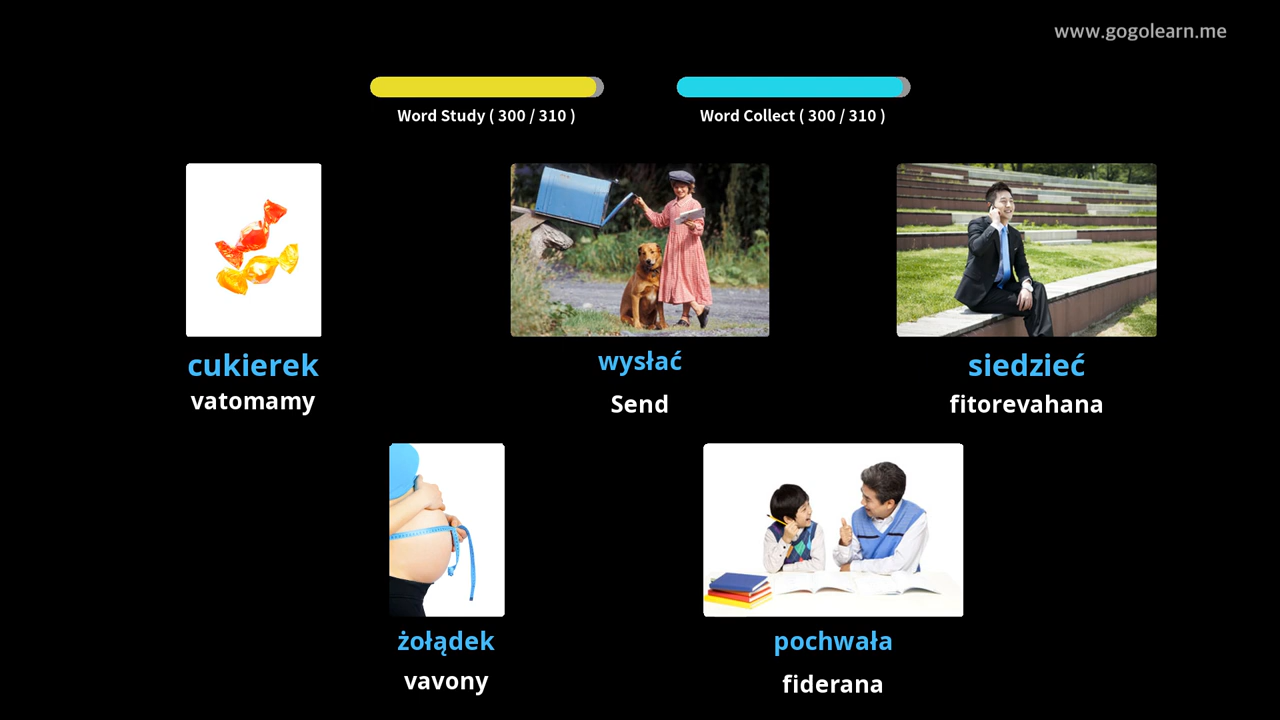 www.gogolearn.me
Word Study ( 300 / 310 )
Word Collect ( 300 / 310 )
cukierek
vatomamy
wysłać
Send
siedzieć
fitorevahana
żołądek
vavony
pochwała
fiderana